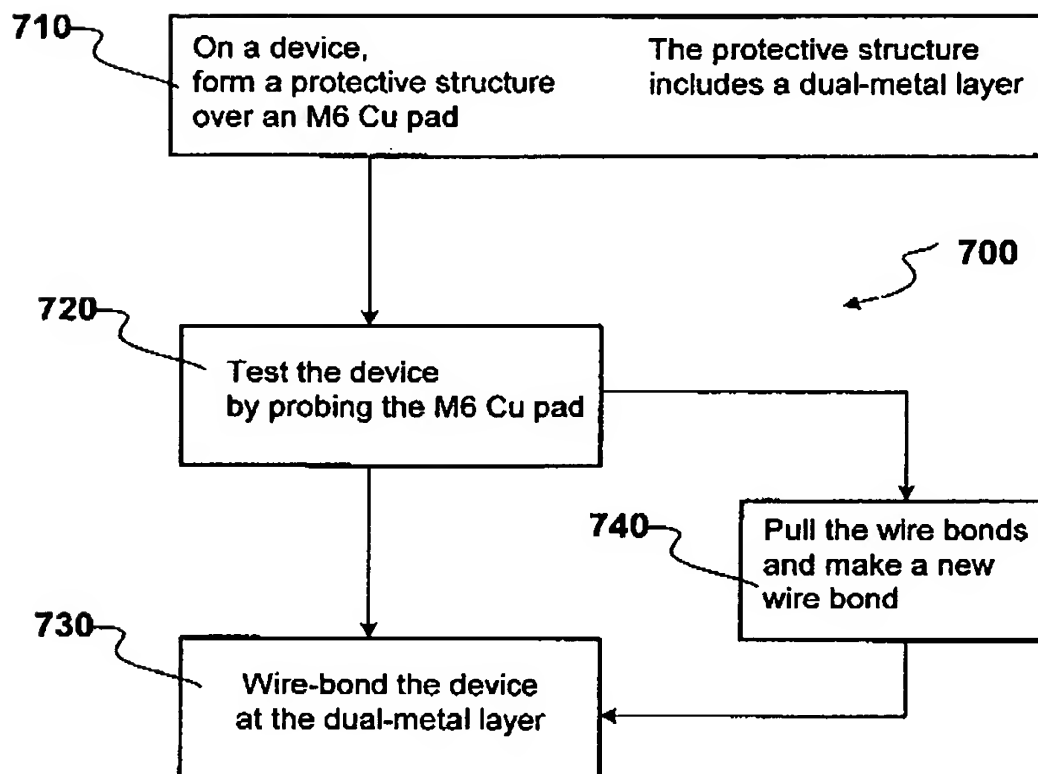 710
On a device,
form a protective structure
over an M6 Cu pad
The protective structure
includes a dual-metal layer
700
720
Test the device
by probing the M6 Cu pad
740
Pull the wire bonds
and make a new
wire bond
730
Wire-bond the device
at the dual-metal layer